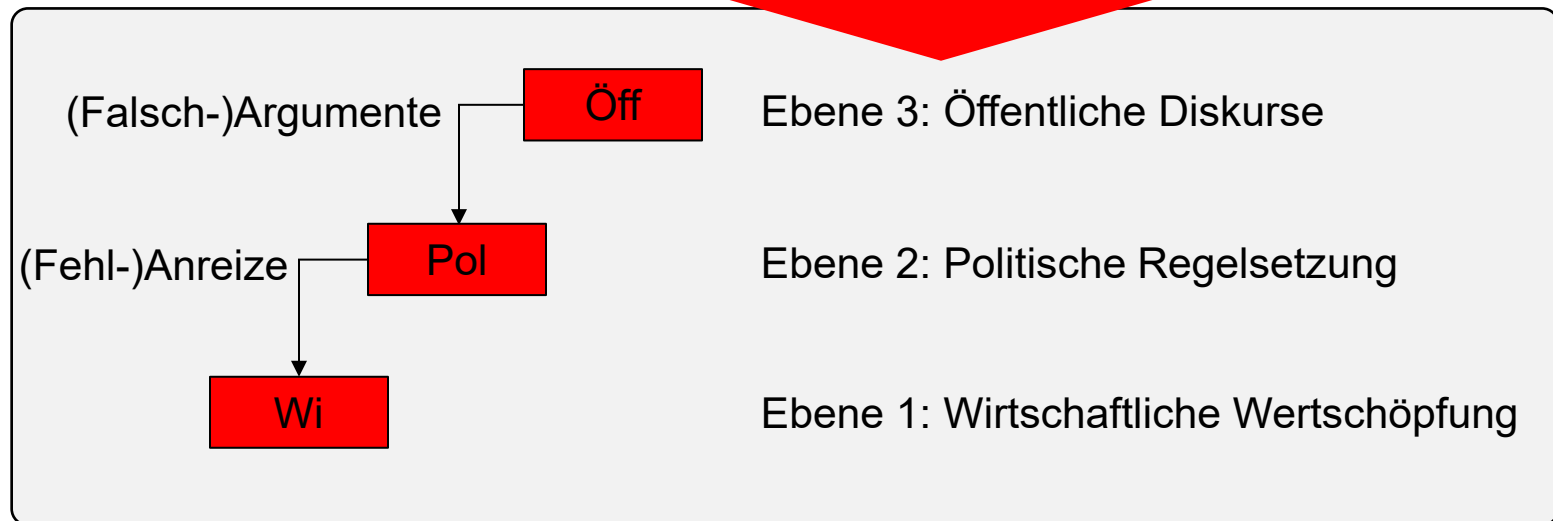 (Falsch-)Argumente
Öff
Ebene 3: Öffentliche Diskurse
(Fehl-)Anreize
Pol
Ebene 2: Politische Regelsetzung
Wi
Ebene 1: Wirtschaftliche Wertschöpfung